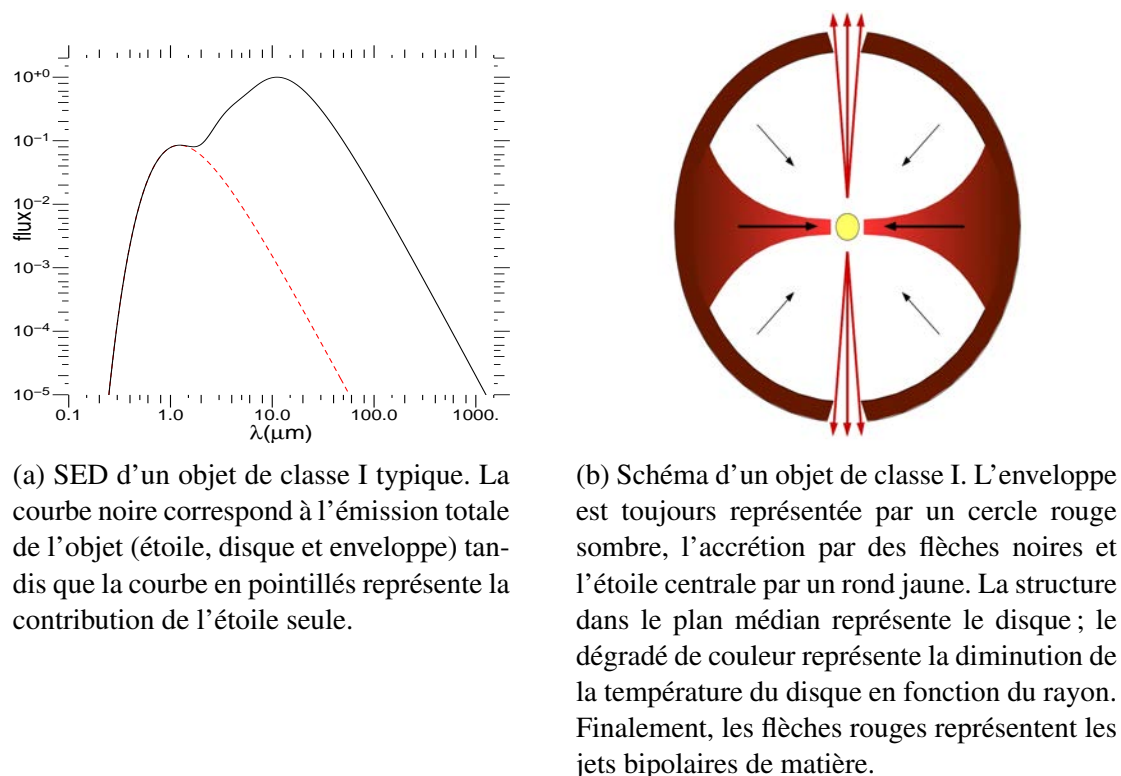 10⁺⁰
10⁻¹
10⁻²
10⁻³
10⁻⁴
10⁻⁵
flux
0.1 1.0 10.0 100.0 1000.
λ(μm)
(a) SED d'un objet de classe I typique. La
courbe noire correspond à l'émission totale
de l'objet (étoile, disque et enveloppe) tan-
dis que la courbe en pointillés représente la
contribution de l'étoile seule.
(b) Schéma d'un objet de classe I. L'enveloppe
est toujours représentée par un cercle rouge
sombre, l'accrétion par des flèches noires et
l'étoile centrale par un rond jaune. La structure
dans le plan médian représente le disque ; le
dégradé de couleur représente la diminution de
la température du disque en fonction du rayon.
Finalement, les flèches rouges représentent les
jets bipolaires de matière.